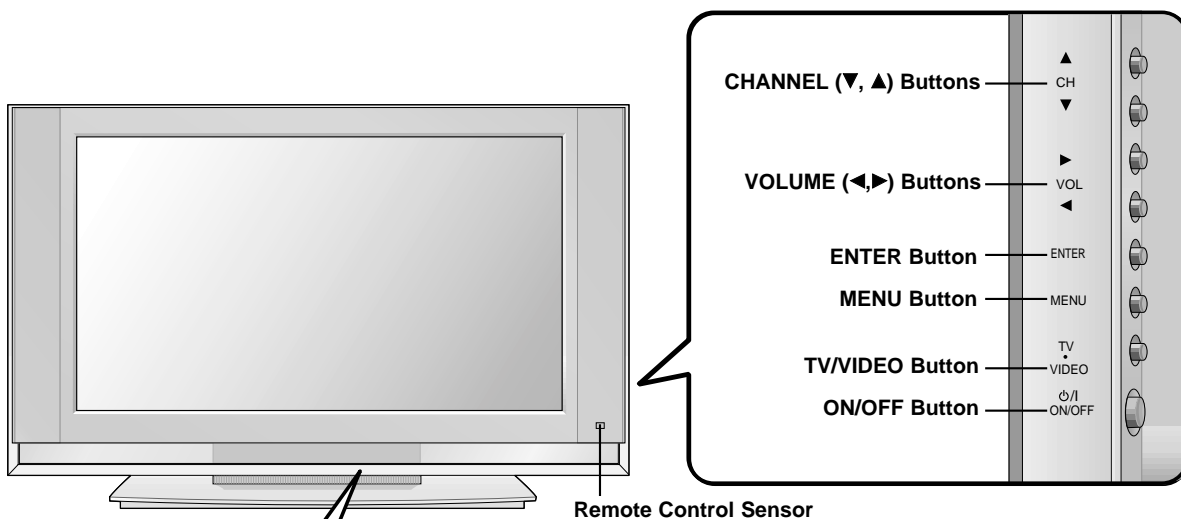 CHANNEL (▼, ▲) Buttons
VOLUME (◀,▶) Buttons
ENTER Button
MENU Button
TV/VIDEO Button
ON/OFF Button
▲
CH
▼
▶
VOL
◀
ENTER
MENU
TV
•
VIDEO
⏻/I
ON/OFF
Remote Control Sensor